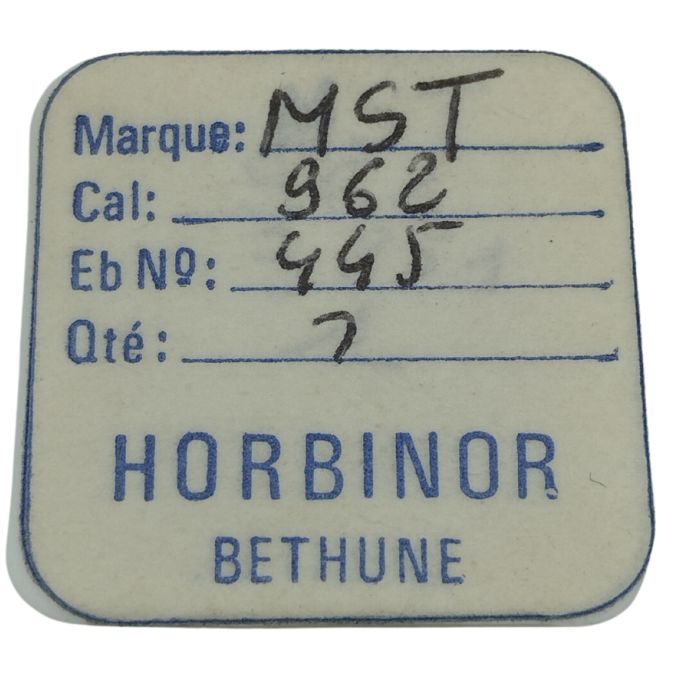 Marque: MST
Cal: 962
Eb Nº: 445
Qté: 7
HORBINOR
BETHUNE